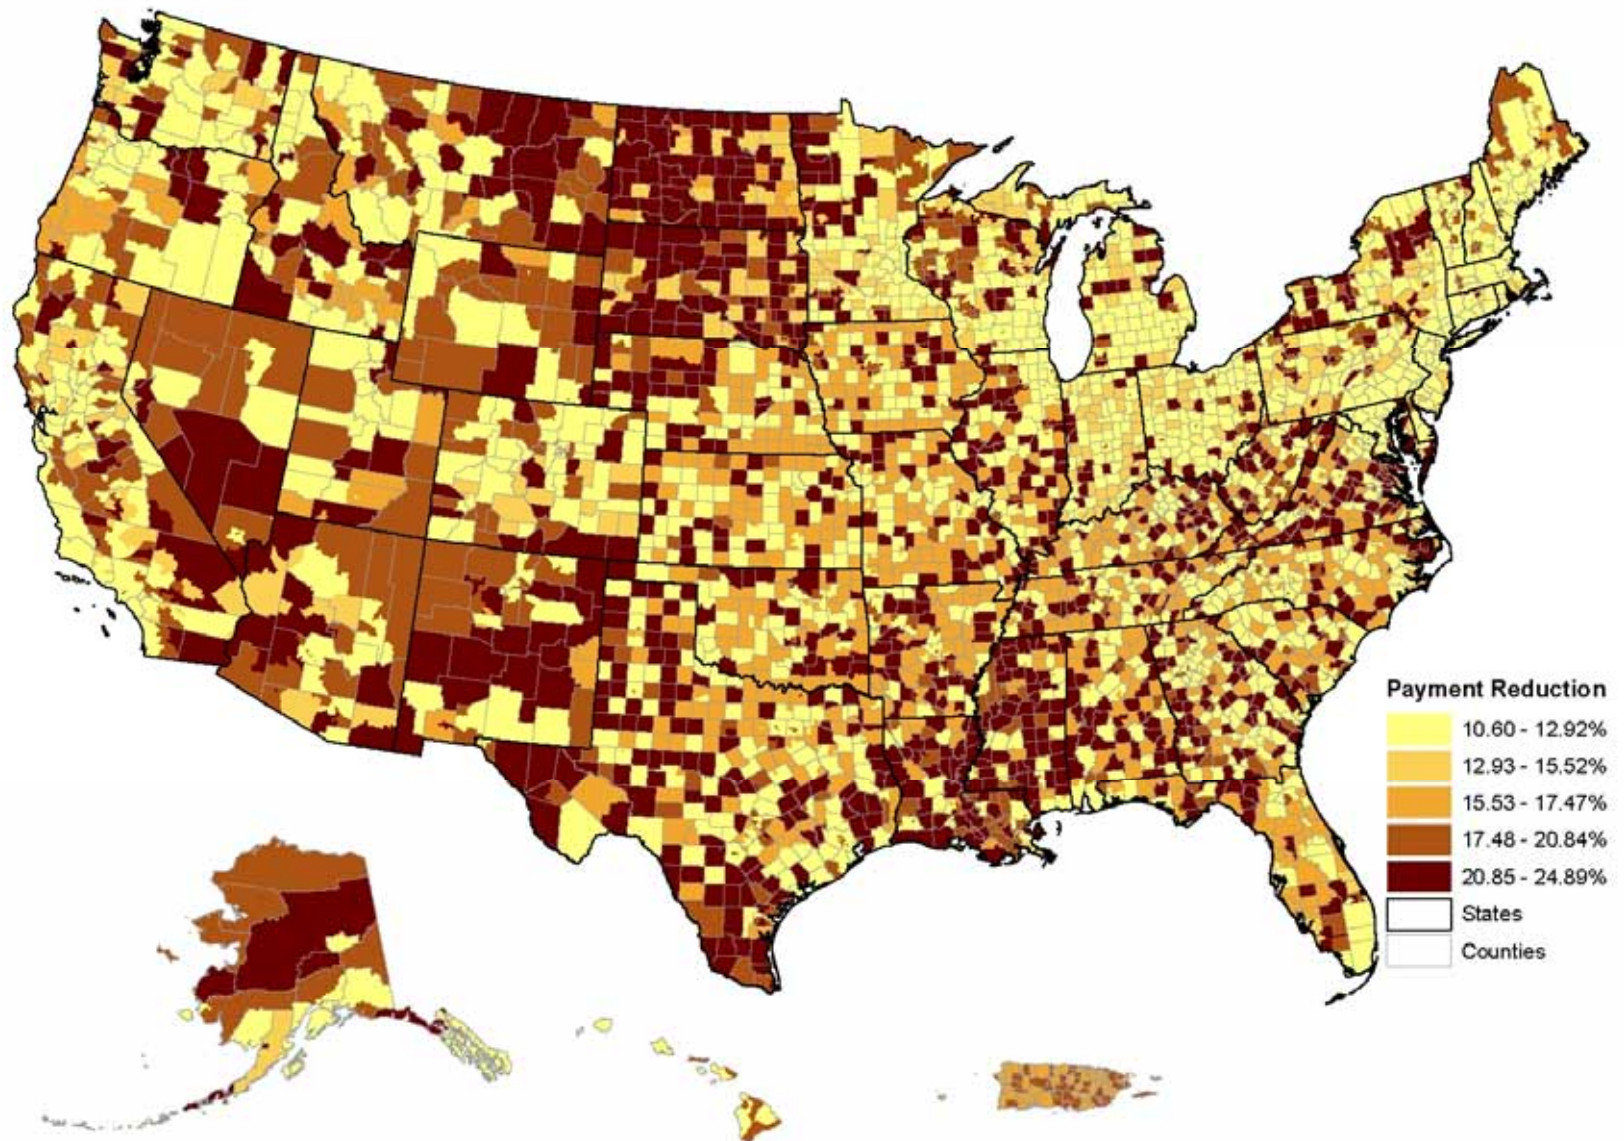 Payment Reduction
10.60 - 12.92%
12.93 - 15.52%
15.53 - 17.47%
17.48 - 20.84%
20.85 - 24.89%
States
Counties